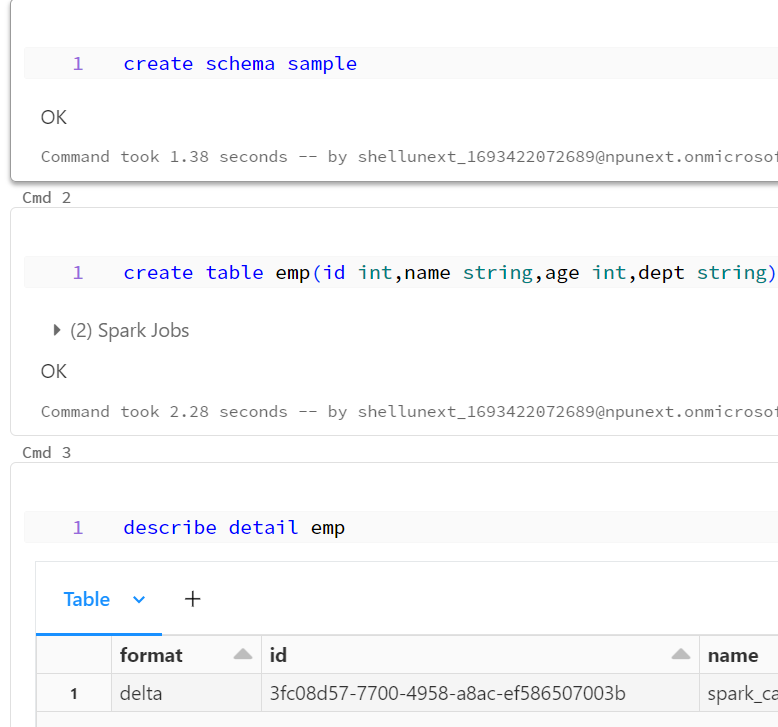 1 create schema sample
OK
Command took 1.38 seconds -- by shellunext_1693422072689@npunext.onmicrosof
Cmd 2
1 create table emp(id int,name string,age int,dept string)
(2) Spark Jobs
OK
Command took 2.28 seconds -- by shellunext_1693422072689@npunext.onmicrosof
Cmd 3
1 describe detail emp
Table +
format id name
1 delta 3fc08d57-7700-4958-a8ac-ef586507003b spark_ca